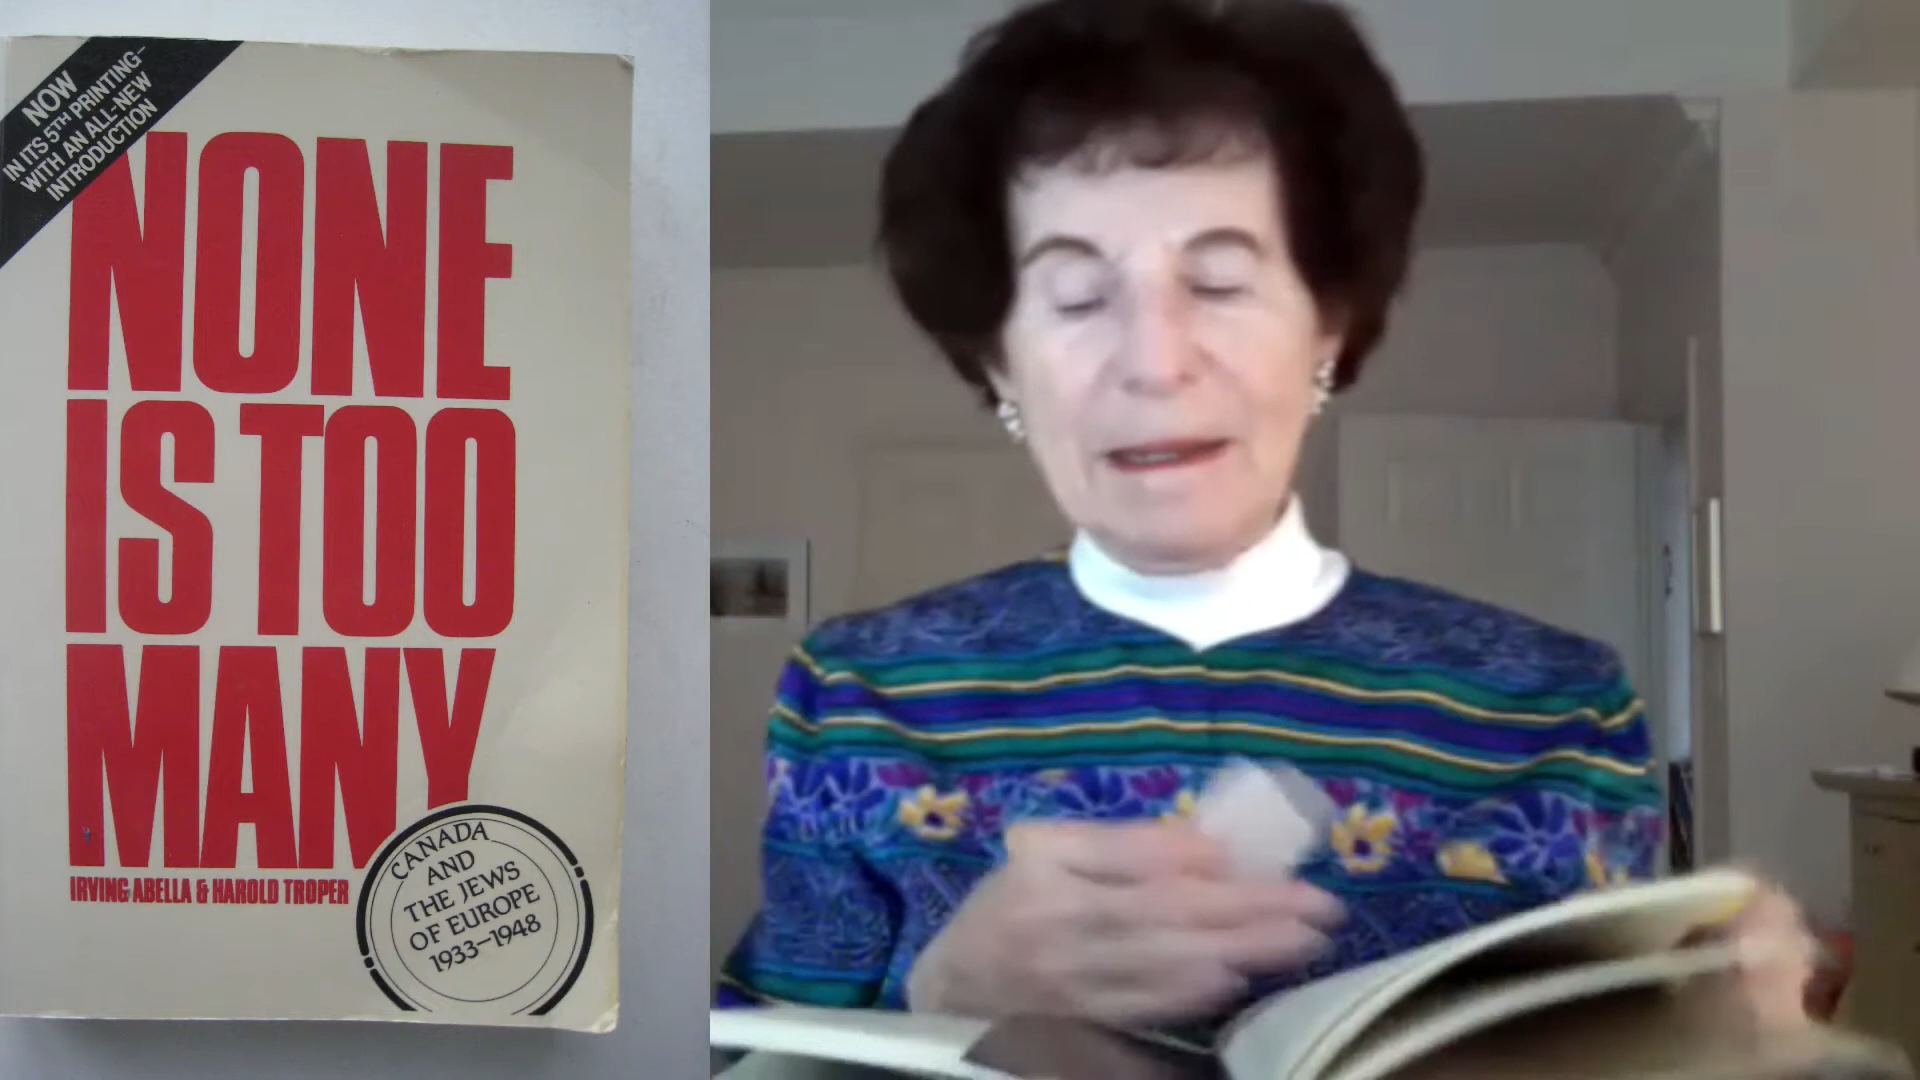 NOW
IN ITS 5TH PRINTING-
WITH AN ALL-NEW
INTRODUCTION
NONE
IS TOO
MANY
IRVING ABELLA & HAROLD TROPER
CANADA
AND
THE JEWS
OF EUROPE
1933-1948